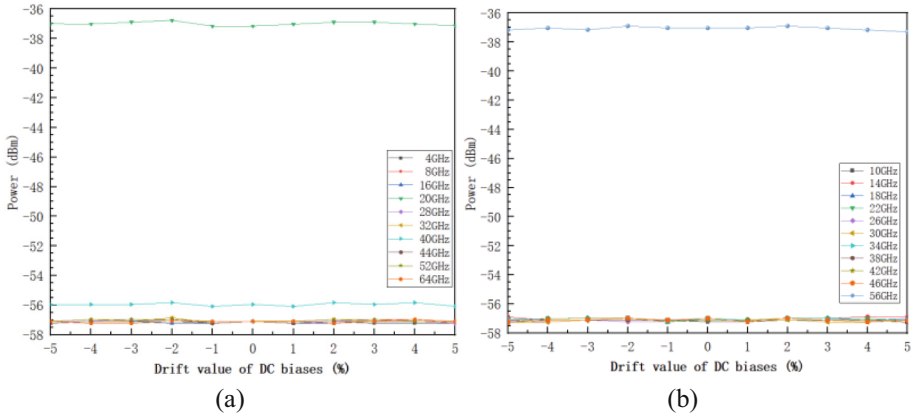 -36
-38
-40
-42
-44
-46
-48
-50
-52
-54
-56
-58
Power (dBm)
-5 -4 -3 -2 -1 0 1 2 3 4 5
Drift value of DC biases (%)
4GHz
8GHz
16GHz
20GHz
28GHz
32GHz
40GHz
44GHz
52GHz
64GHz
(a)
-36
-38
-40
-42
-44
-46
-48
-50
-52
-54
-56
-58
Power (dBm)
-5 -4 -3 -2 -1 0 1 2 3 4 5
Drift value of DC biases (%)
10GHz
14GHz
18GHz
22GHz
26GHz
30GHz
34GHz
38GHz
42GHz
46GHz
56GHz
(b)